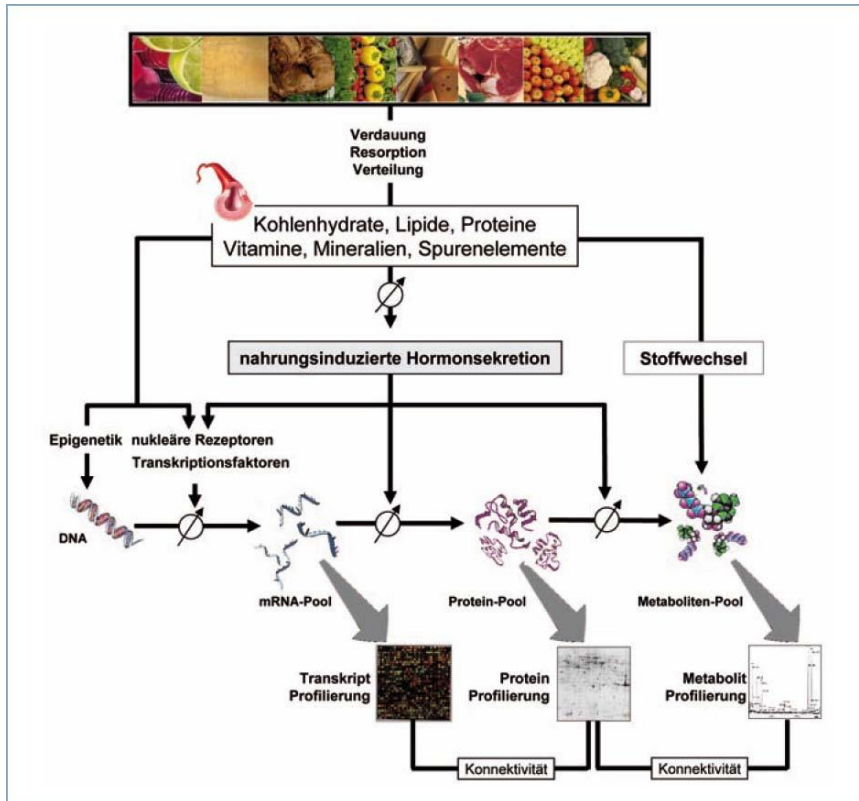 Verdauung
Resorption
Verteilung
Kohlenhydrate, Lipide, Proteine
Vitamine, Mineralien, Spurenelemente
nahrungsinduzierte Hormonsekretion
Stoffwechsel
Epigenetik
nukleäre Rezeptoren
Transkriptionsfaktoren
DNA
mRNA-Pool
Protein-Pool
Metaboliten-Pool
Transkript
Profilierung
Protein
Profilierung
Metabolit
Profilierung
Konnektivität
Konnektivität